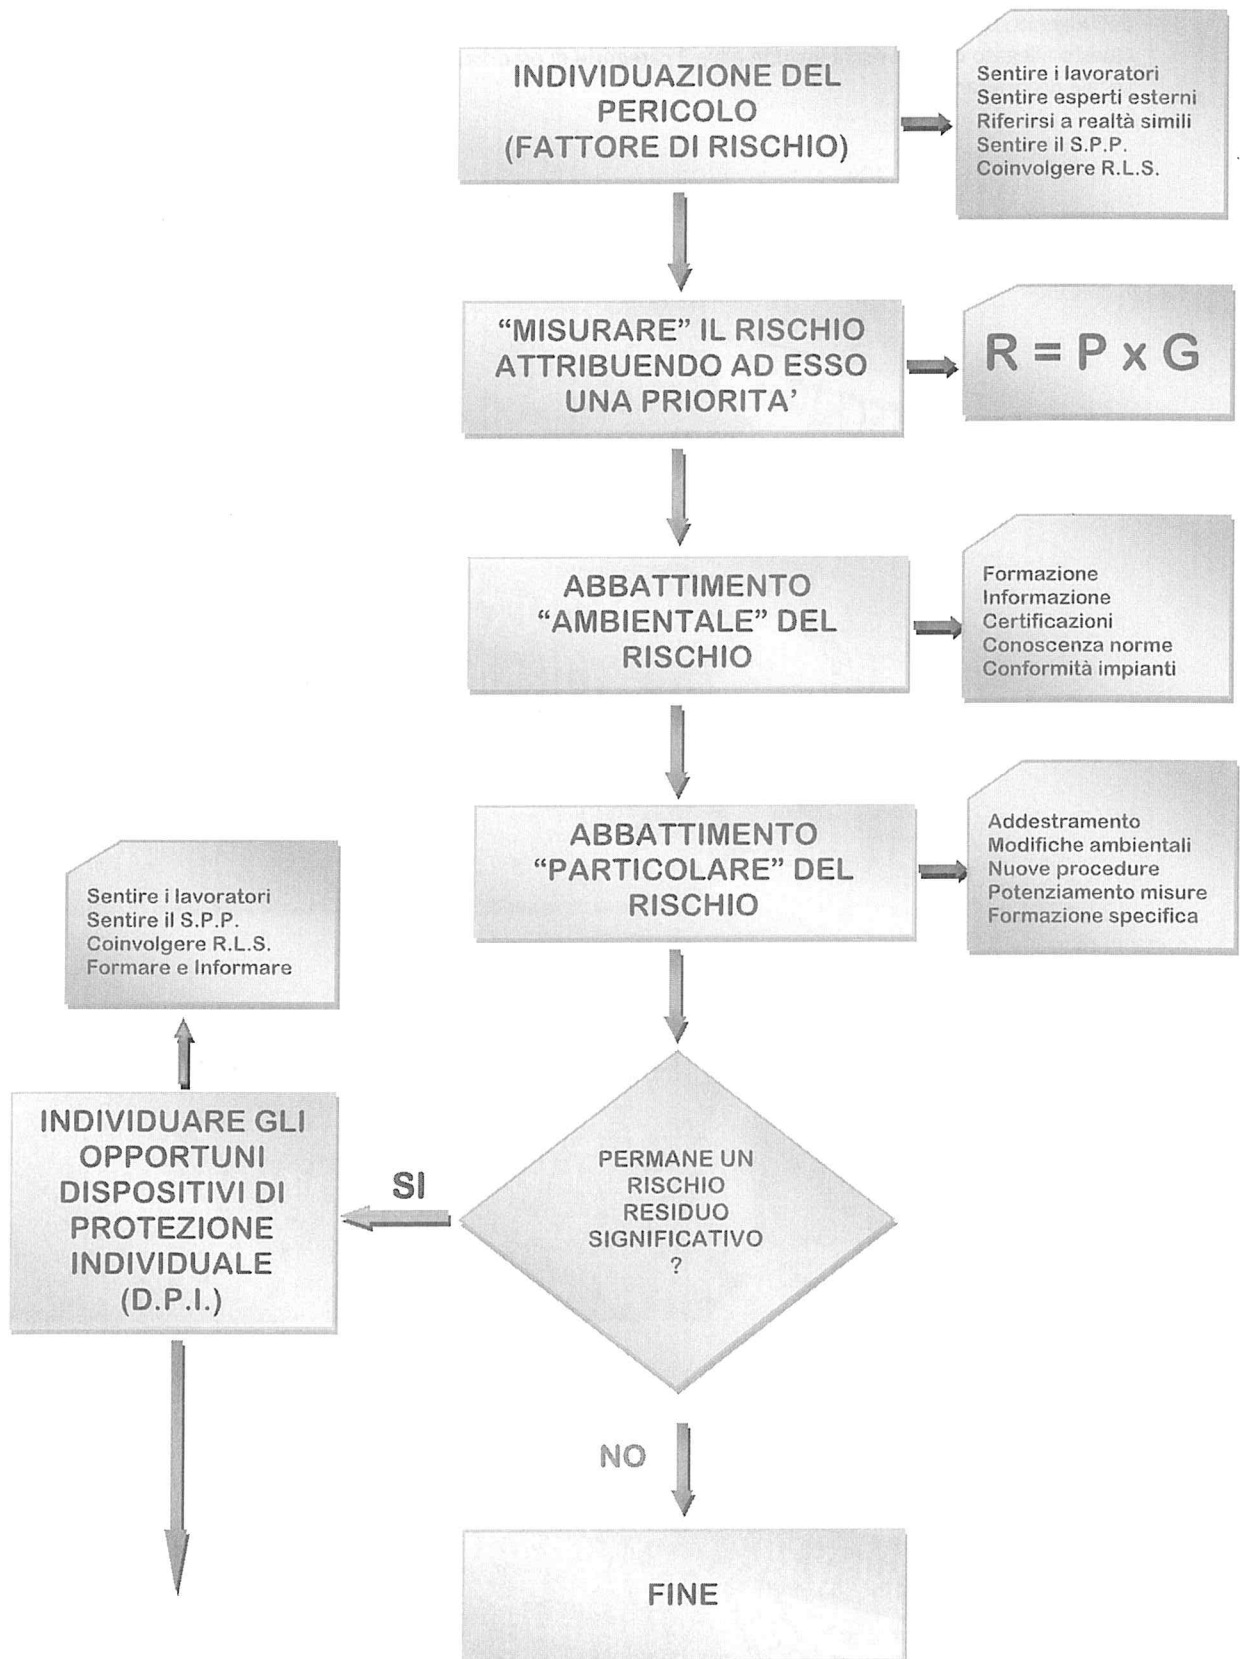 INDIVIDUAZIONE DEL
PERICOLO
(FATTORE DI RISCHIO)
Sentire i lavoratori
Sentire esperti esterni
Riferirsi a realtà simili
Sentire il S.P.P.
Coinvolgere R.L.S.
“MISURARE” IL RISCHIO
ATTRIBUENDO AD ESSO
UNA PRIORITA’
R = P x G
ABBATTIMENTO
“AMBIENTALE” DEL
RISCHIO
Formazione
Informazione
Certificazioni
Conoscenza norme
Conformità impianti
ABBATTIMENTO
“PARTICOLARE” DEL
RISCHIO
Addestramento
Modifiche ambientali
Nuove procedure
Potenziamento misure
Formazione specifica
Sentire i lavoratori
Sentire il S.P.P.
Coinvolgere R.L.S.
Formare e Informare
INDIVIDUARE GLI
OPPORTUNI
DISPOSITIVI DI
PROTEZIONE
INDIVIDUALE
(D.P.I.)
SI
PERMANE UN
RISCHIO
RESIDUO
SIGNIFICATIVO
?
NO
FINE